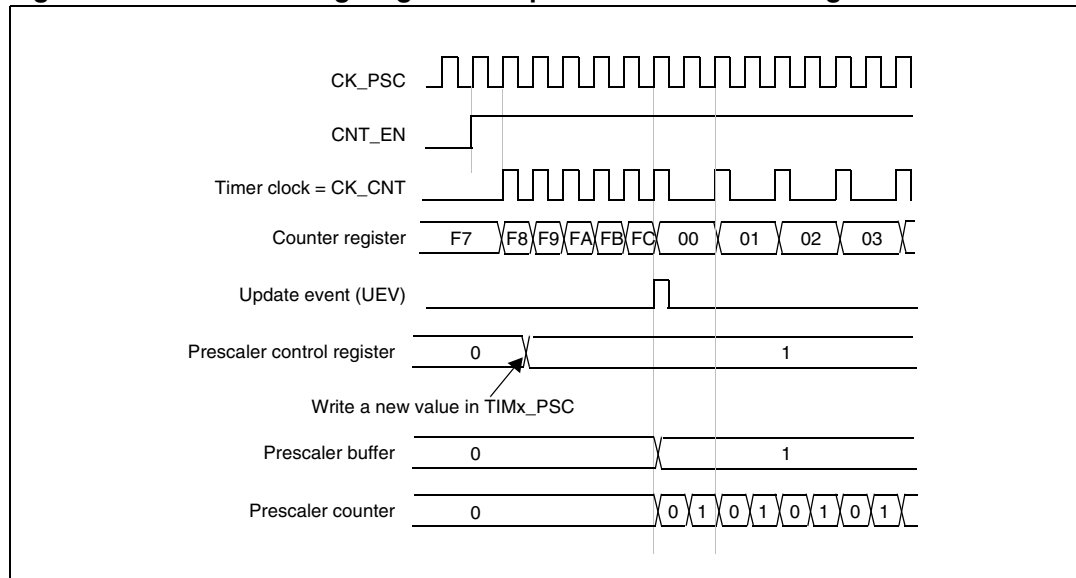 CK_PSC
CNT_EN
Timer clock = CK_CNT
Counter register F7 F8 F9 FA FB FC 00 01 02 03
Update event (UEV)
Prescaler control register 0 1
Write a new value in TIMx_PSC
Prescaler buffer 0 1
Prescaler counter 0 0 1 0 1 0 1 0 1